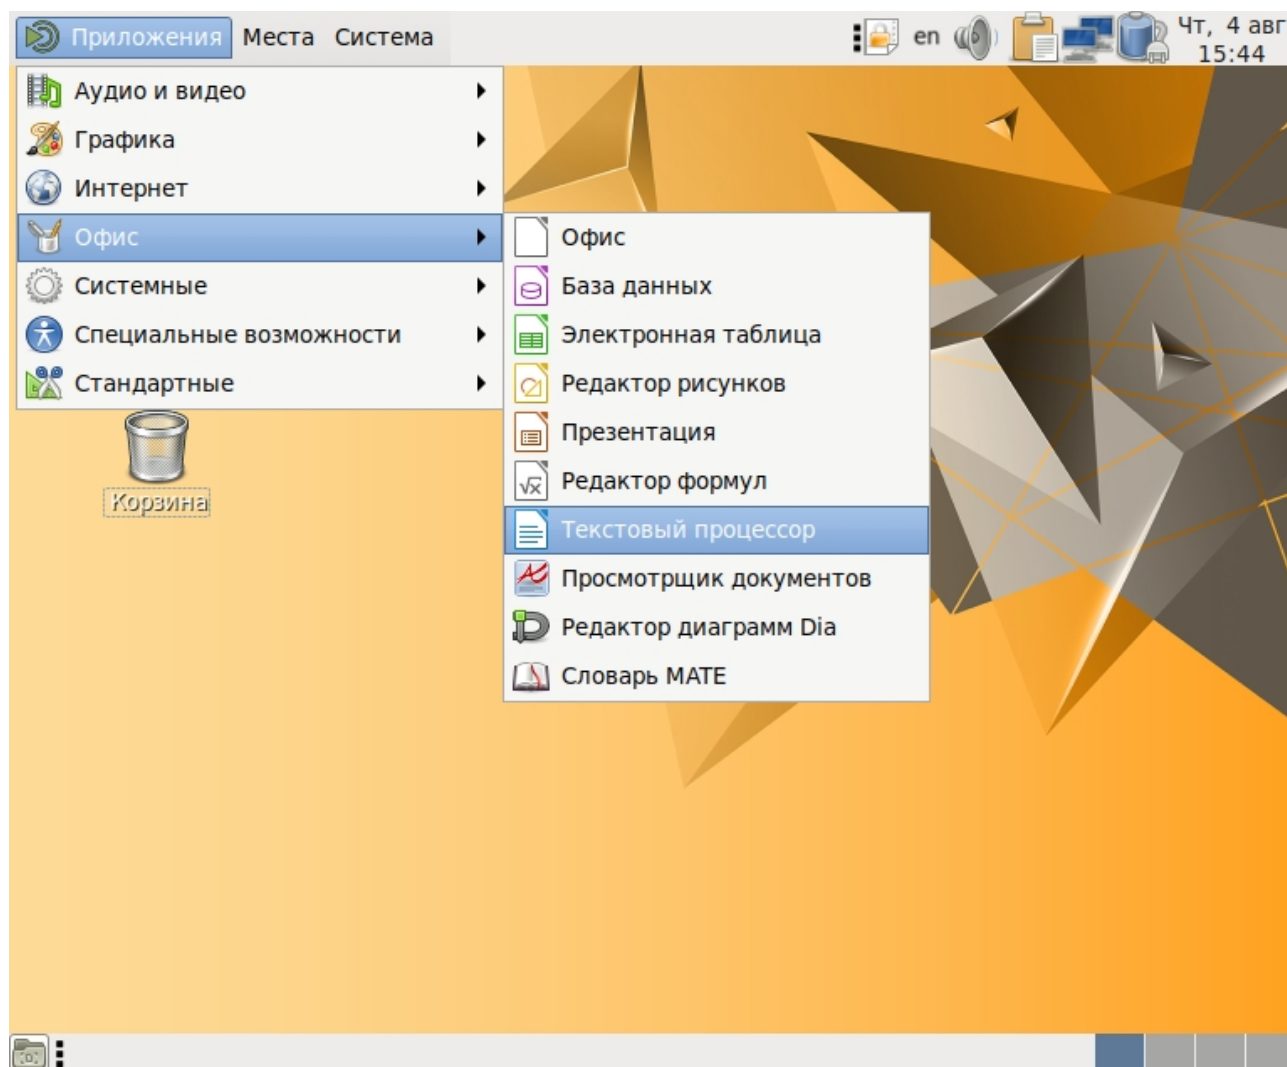 Приложения Места Система en Чт, 4 авг
15:44
Аудио и видео
Графика
Интернет
Офис
Системные
Специальные возможности
Стандартные
Офис
База данных
Электронная таблица
Редактор рисунков
Презентация
Редактор формул
Текстовый процессор
Просмотрщик документов
Редактор диаграмм Dia
Словарь MATE
Корзина